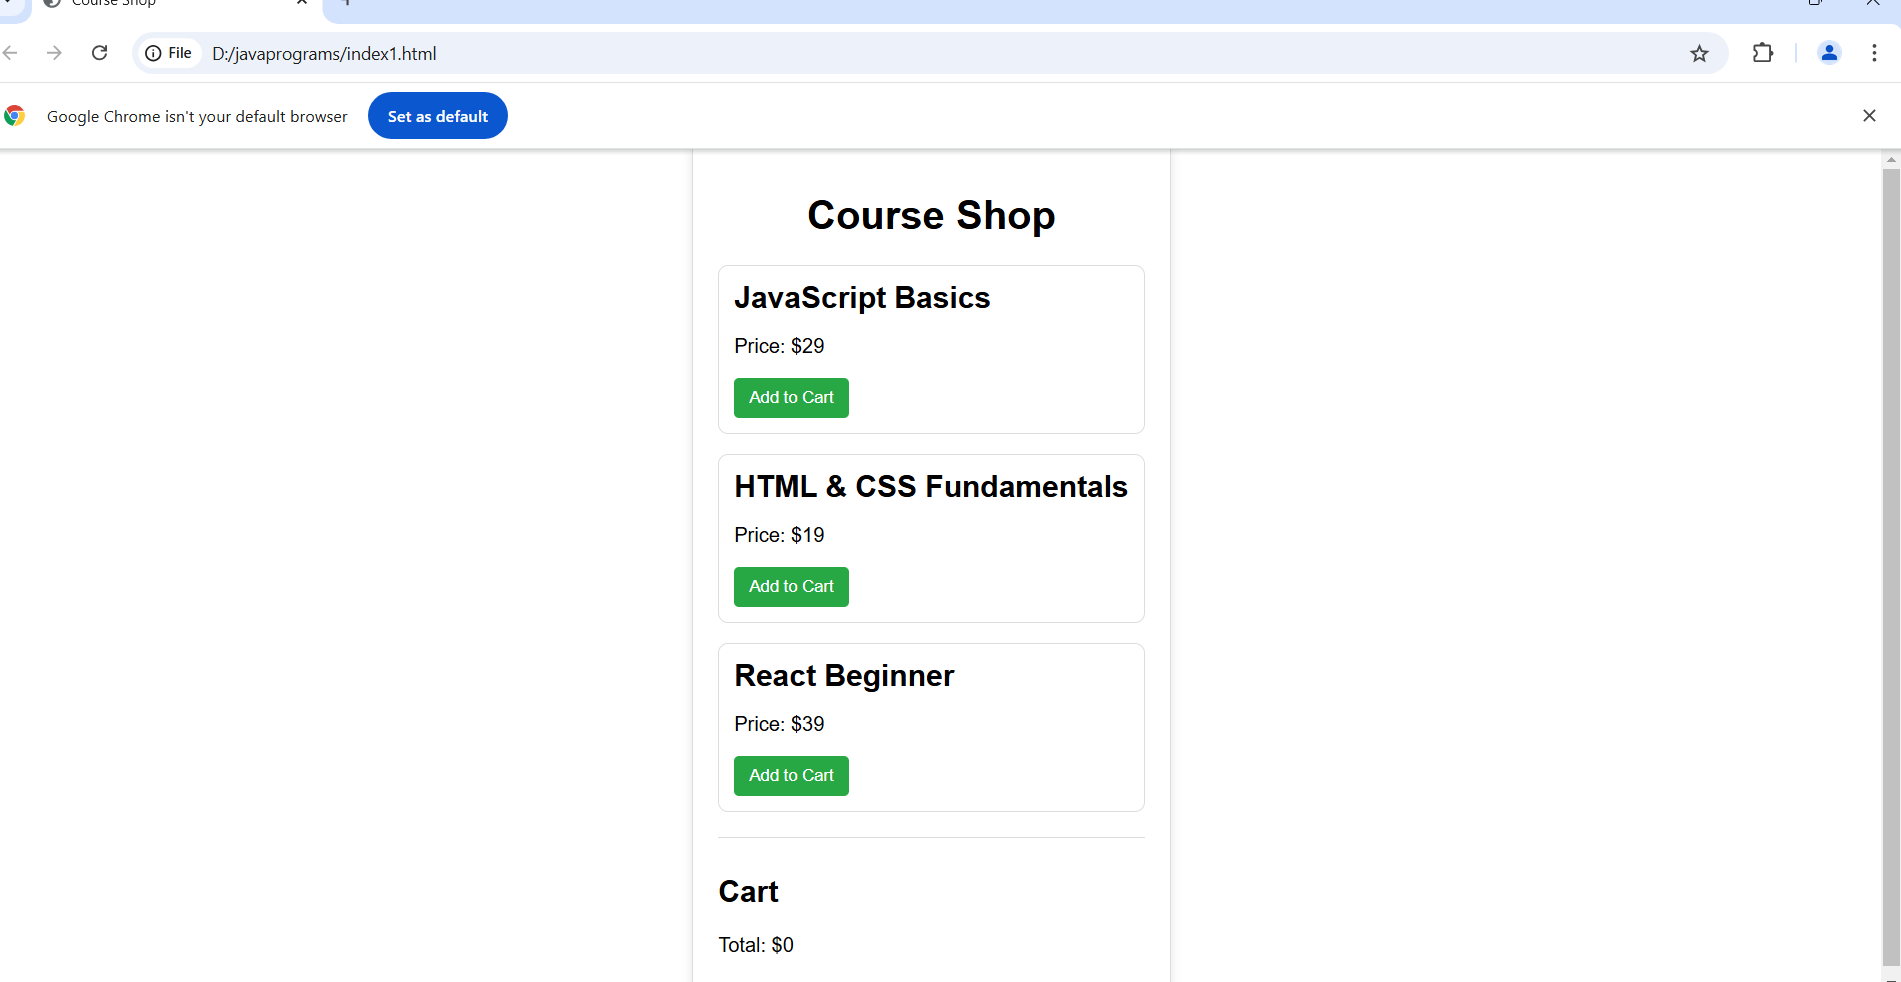 Course Shop
File D:/javaprograms/index1.html
Google Chrome isn't your default browser Set as default
Course Shop
JavaScript Basics
Price: $29
Add to Cart
HTML & CSS Fundamentals
Price: $19
Add to Cart
React Beginner
Price: $39
Add to Cart
Cart
Total: $0